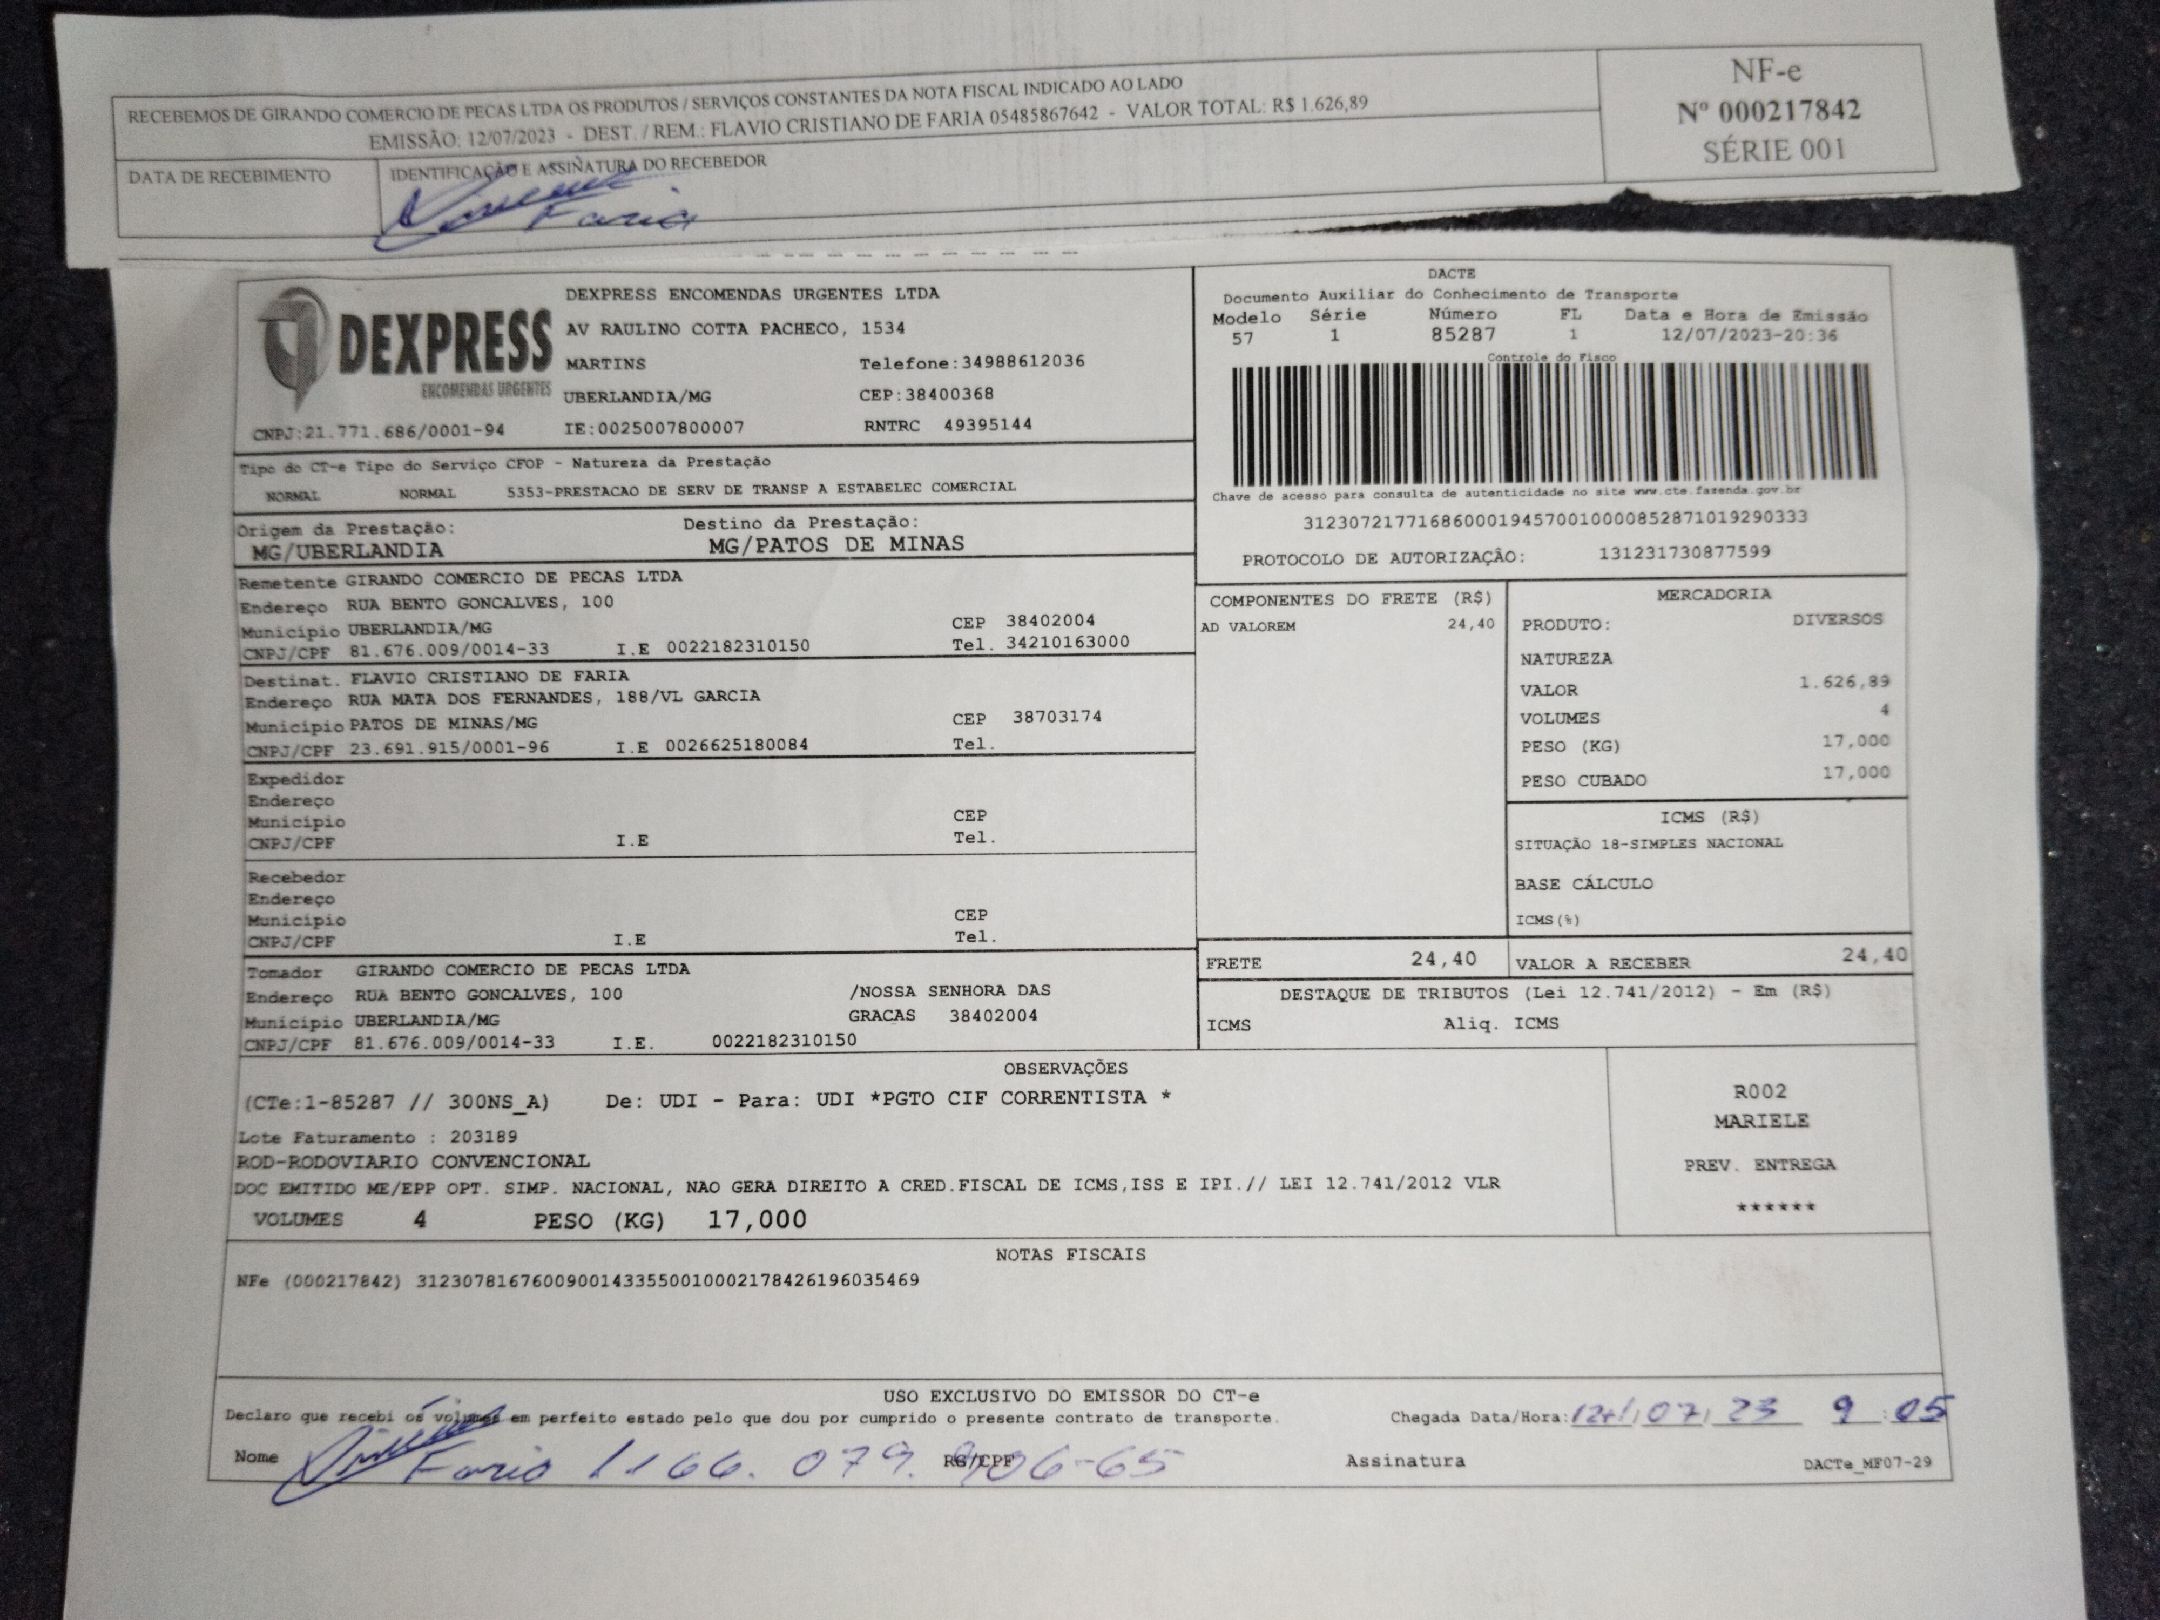 RECEBEMOS DE GIRANDO COMERCIO DE PECAS LTDA OS PRODUTOS / SERVIÇOS CONSTANTES DA NOTA FISCAL INDICADO AO LADO
EMISSÃO: 12/07/2023 - DEST. / REM.: FLAVIO CRISTIANO DE FARIA 05485867642 - VALOR TOTAL: R$ 1.626,89
NF-e
Nº 000217842
SÉRIE 001
DATA DE RECEBIMENTO
IDENTIFICAÇÃO E ASSINATURA DO RECEBEDOR
Faria
DEXPRESS
ENCOMENDAS URGENTES
DEXPRESS ENCOMENDAS URGENTES LTDA
AV RAULINO COTTA PACHECO, 1534
MARTINS Telefone:34988612036
UBERLANDIA/MG CEP:38400368
CNPJ:21.771.686/0001-94 IE:0025007800007 RNTRC 49395144
DACTE
Documento Auxiliar do Conhecimento de Transporte
Modelo Série Número FL Data e Hora de Emissão
57 1 85287 1 12/07/2023-20:36
Controle do Fisco
Chave de acesso para consulta de autenticidade no site www.cte.fazenda.gov.br
31230721771686000194570010000852871019290333
PROTOCOLO DE AUTORIZAÇÃO: 131231730877599
Tipo do CT-e Tipo do Serviço CFOP - Natureza da Prestação
NORMAL NORMAL 5353-PRESTACAO DE SERV DE TRANSP A ESTABELEC COMERCIAL
Origem da Prestação: Destino da Prestação:
MG/UBERLANDIA MG/PATOS DE MINAS
Remetente GIRANDO COMERCIO DE PECAS LTDA
Endereço RUA BENTO GONCALVES, 100
Município UBERLANDIA/MG CEP 38402004
CNPJ/CPF 81.676.009/0014-33 I.E 0022182310150 Tel. 34210163000
Destinat. FLAVIO CRISTIANO DE FARIA
Endereço RUA MATA DOS FERNANDES, 188/VL GARCIA
Município PATOS DE MINAS/MG CEP 38703174
CNPJ/CPF 23.691.915/0001-96 I.E 0026625180084 Tel.
Expedidor
Endereço
Município CEP
CNPJ/CPF I.E Tel.
Recebedor
Endereço
Município CEP
CNPJ/CPF I.E Tel.
Tomador GIRANDO COMERCIO DE PECAS LTDA
Endereço RUA BENTO GONCALVES, 100 /NOSSA SENHORA DAS
Município UBERLANDIA/MG GRACAS 38402004
CNPJ/CPF 81.676.009/0014-33 I.E. 0022182310150
COMPONENTES DO FRETE (R$)
AD VALOREM 24,40
MERCADORIA
PRODUTO: DIVERSOS
NATUREZA
VALOR 1.626,89
VOLUMES 4
PESO (KG) 17,000
PESO CUBADO 17,000
ICMS (R$)
SITUAÇÃO 18-SIMPLES NACIONAL
BASE CÁLCULO
ICMS(%)
FRETE 24,40 VALOR A RECEBER 24,40
DESTAQUE DE TRIBUTOS (Lei 12.741/2012) - Em (R$)
ICMS Aliq. ICMS
OBSERVAÇÕES
(CTe:1-85287 // 300NS_A) De: UDI - Para: UDI *PGTO CIF CORRENTISTA *
Lote Faturamento : 203189
ROD-RODOVIARIO CONVENCIONAL
DOC EMITIDO ME/EPP OPT. SIMP. NACIONAL, NAO GERA DIREITO A CRED.FISCAL DE ICMS,ISS E IPI.// LEI 12.741/2012 VLR
VOLUMES 4 PESO (KG) 17,000
R002
MARIELE
PREV. ENTREGA
******
NOTAS FISCAIS
NFe (000217842) 31230781676009001433550010002178426196035469
USO EXCLUSIVO DO EMISSOR DO CT-e
Declaro que recebi os volumes em perfeito estado pelo que dou por cumprido o presente contrato de transporte. Chegada Data/Hora: 07 23 9:05
Nome Faria 166.079. 06-65 RG/CPF Assinatura DACTe_MF07-29